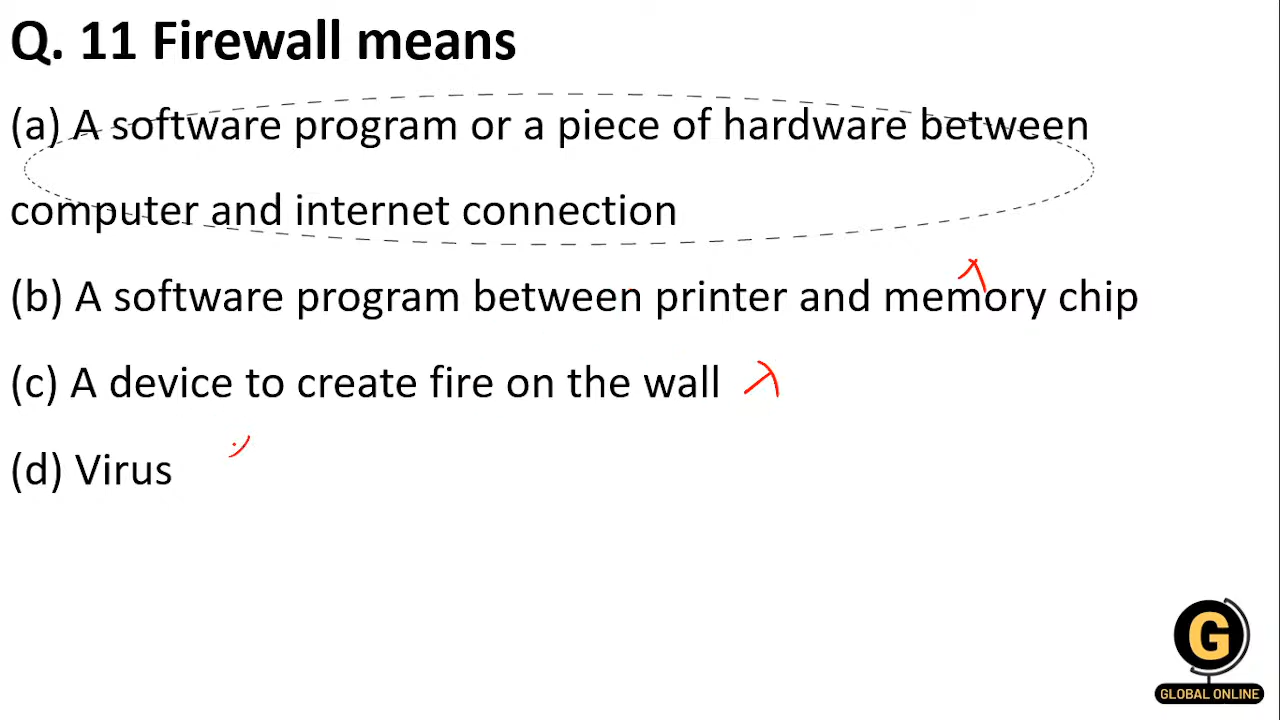 Q. 11 Firewall means
(a) A software program or a piece of hardware between
computer and internet connection
(b) A software program between printer and memory chip
(c) A device to create fire on the wall
(d) Virus
G
GLOBAL ONLINE